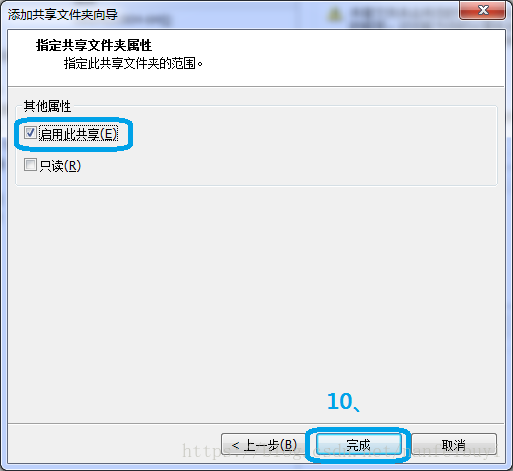 添加共享文件夹向导
指定共享文件夹属性
指定此共享文件夹的范围。
其他属性
启用此共享(E)
只读(R)
10、
< 上一步(B)
完成
取消